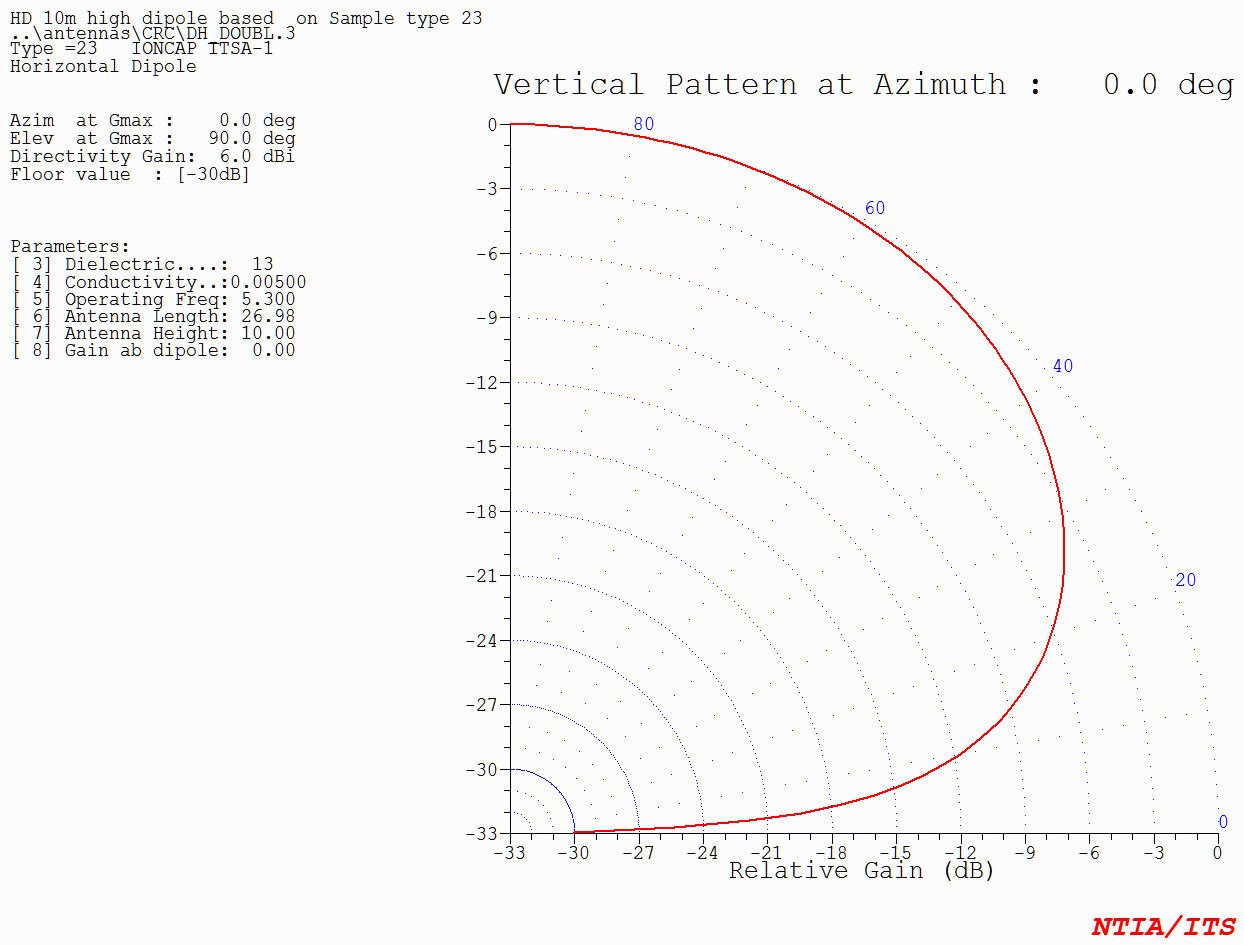 HD 10m high dipole based  on Sample type 23
..\antennas\CRC\DH_DOUBL.3
Type =23   IONCAP ITSA-1
Horizontal Dipole
Vertical Pattern at Azimuth :   0.0 deg
Azim  at Gmax :    0.0 deg
Elev  at Gmax :   90.0 deg
Directivity Gain:  6.0 dBi
Floor value  : [-30dB]
Parameters:
[ 3] Dielectric....:  13
[ 4] Conductivity..:0.00500
[ 5] Operating Freq: 5.300
[ 6] Antenna Length: 26.98
[ 7] Antenna Height: 10.00
[ 8] Gain ab dipole:  0.00
0
-3
-6
-9
-12
-15
-18
-21
-24
-27
-30
-33
80
60
40
20
0
-33 -30 -27 -24 -21 -18 -15 -12 -9 -6 -3 0
Relative Gain (dB)
NTIA/ITS